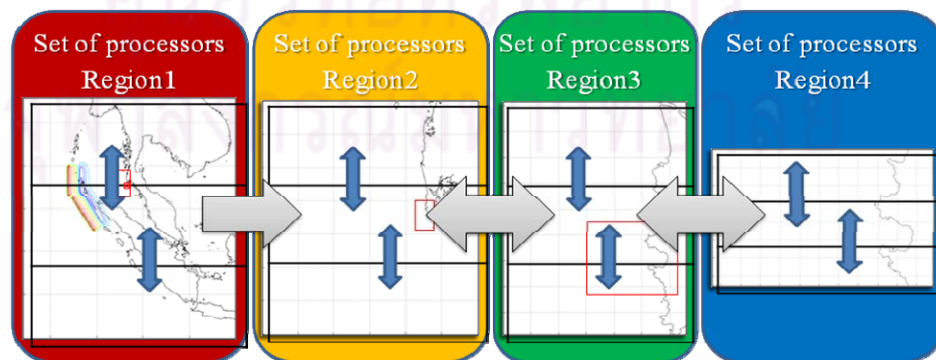 Set of processors
Region1
Set of processors
Region2
Set of processors
Region3
Set of processors
Region4